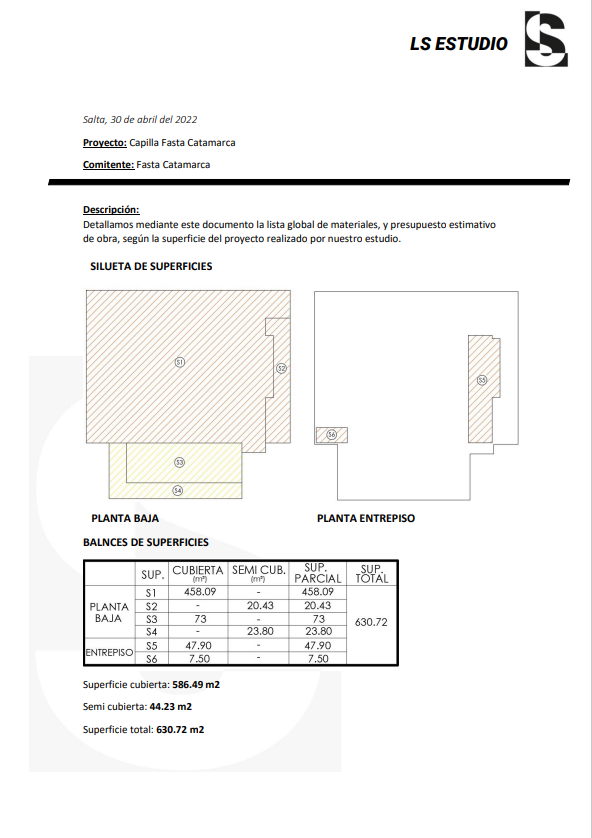 LS ESTUDIO
LS
Salta, 30 de abril del 2022
Proyecto: Capilla Fasta Catamarca
Comitente: Fasta Catamarca
Descripción:
Detallamos mediante este documento la lista global de materiales, y presupuesto estimativo
de obra, según la superficie del proyecto realizado por nuestro estudio.
SILUETA DE SUPERFICIES
S1
S2
S3
S4
S5
S6
PLANTA BAJA
PLANTA ENTREPISO
BALNCES DE SUPERFICIES
SUP. CUBIERTA (m²) SEMI CUB. (m²) SUP. PARCIAL SUP. TOTAL
PLANTA BAJA
S1 458.09 - 458.09
S2 - 20.43 20.43
S3 73 - 73
S4 - 23.80 23.80
630.72
ENTREPISO
S5 47.90 - 47.90
S6 7.50 - 7.50
Superficie cubierta: 586.49 m2
Semi cubierta: 44.23 m2
Superficie total: 630.72 m2